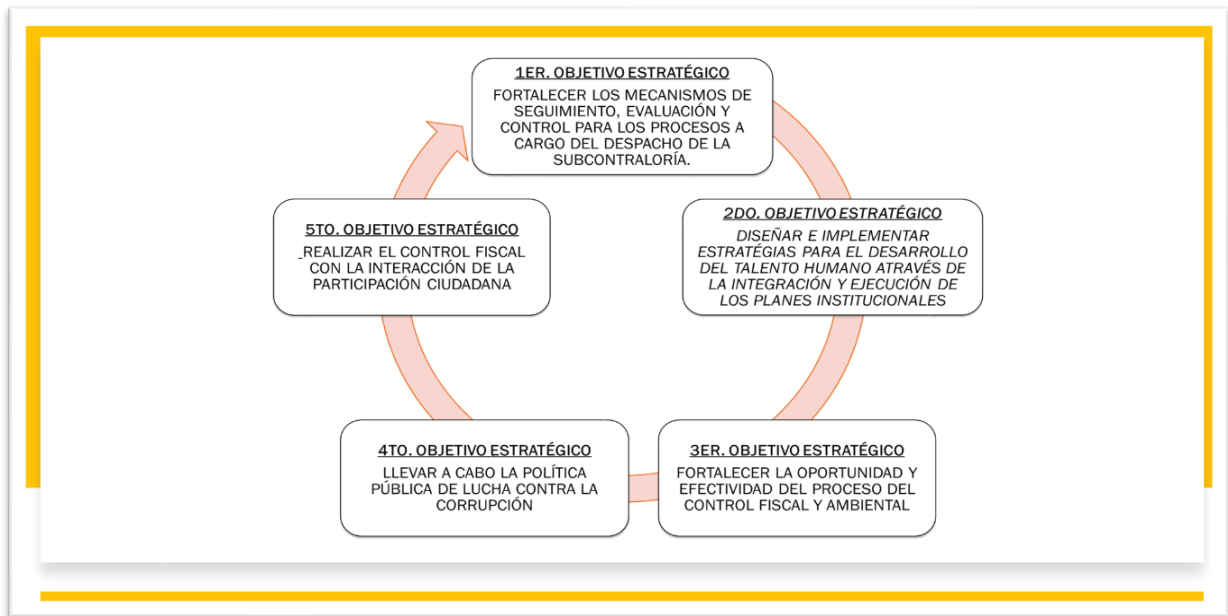 1ER. OBJETIVO ESTRATÉGICO
FORTALECER LOS MECANISMOS DE
SEGUIMIENTO, EVALUACIÓN Y
CONTROL PARA LOS PROCESOS A
CARGO DEL DESPACHO DE LA
SUBCONTRALORÍA.
2DO. OBJETIVO ESTRATÉGICO
DISEÑAR E IMPLEMENTAR
ESTRATÉGIAS PARA EL DESARROLLO
DEL TALENTO HUMANO ATRAVÉS DE
LA INTEGRACIÓN Y EJECUCIÓN DE
LOS PLANES INSTITUCIONALES
3ER. OBJETIVO ESTRATÉGICO
FORTALECER LA OPORTUNIDAD Y
EFECTIVIDAD DEL PROCESO DEL
CONTROL FISCAL Y AMBIENTAL
4TO. OBJETIVO ESTRATÉGICO
LLEVAR A CABO LA POLÍTICA
PÚBLICA DE LUCHA CONTRA LA
CORRUPCIÓN
5TO. OBJETIVO ESTRATÉGICO
REALIZAR EL CONTROL FISCAL
CON LA INTERACCIÓN DE LA
PARTICIPACIÓN CIUDADANA